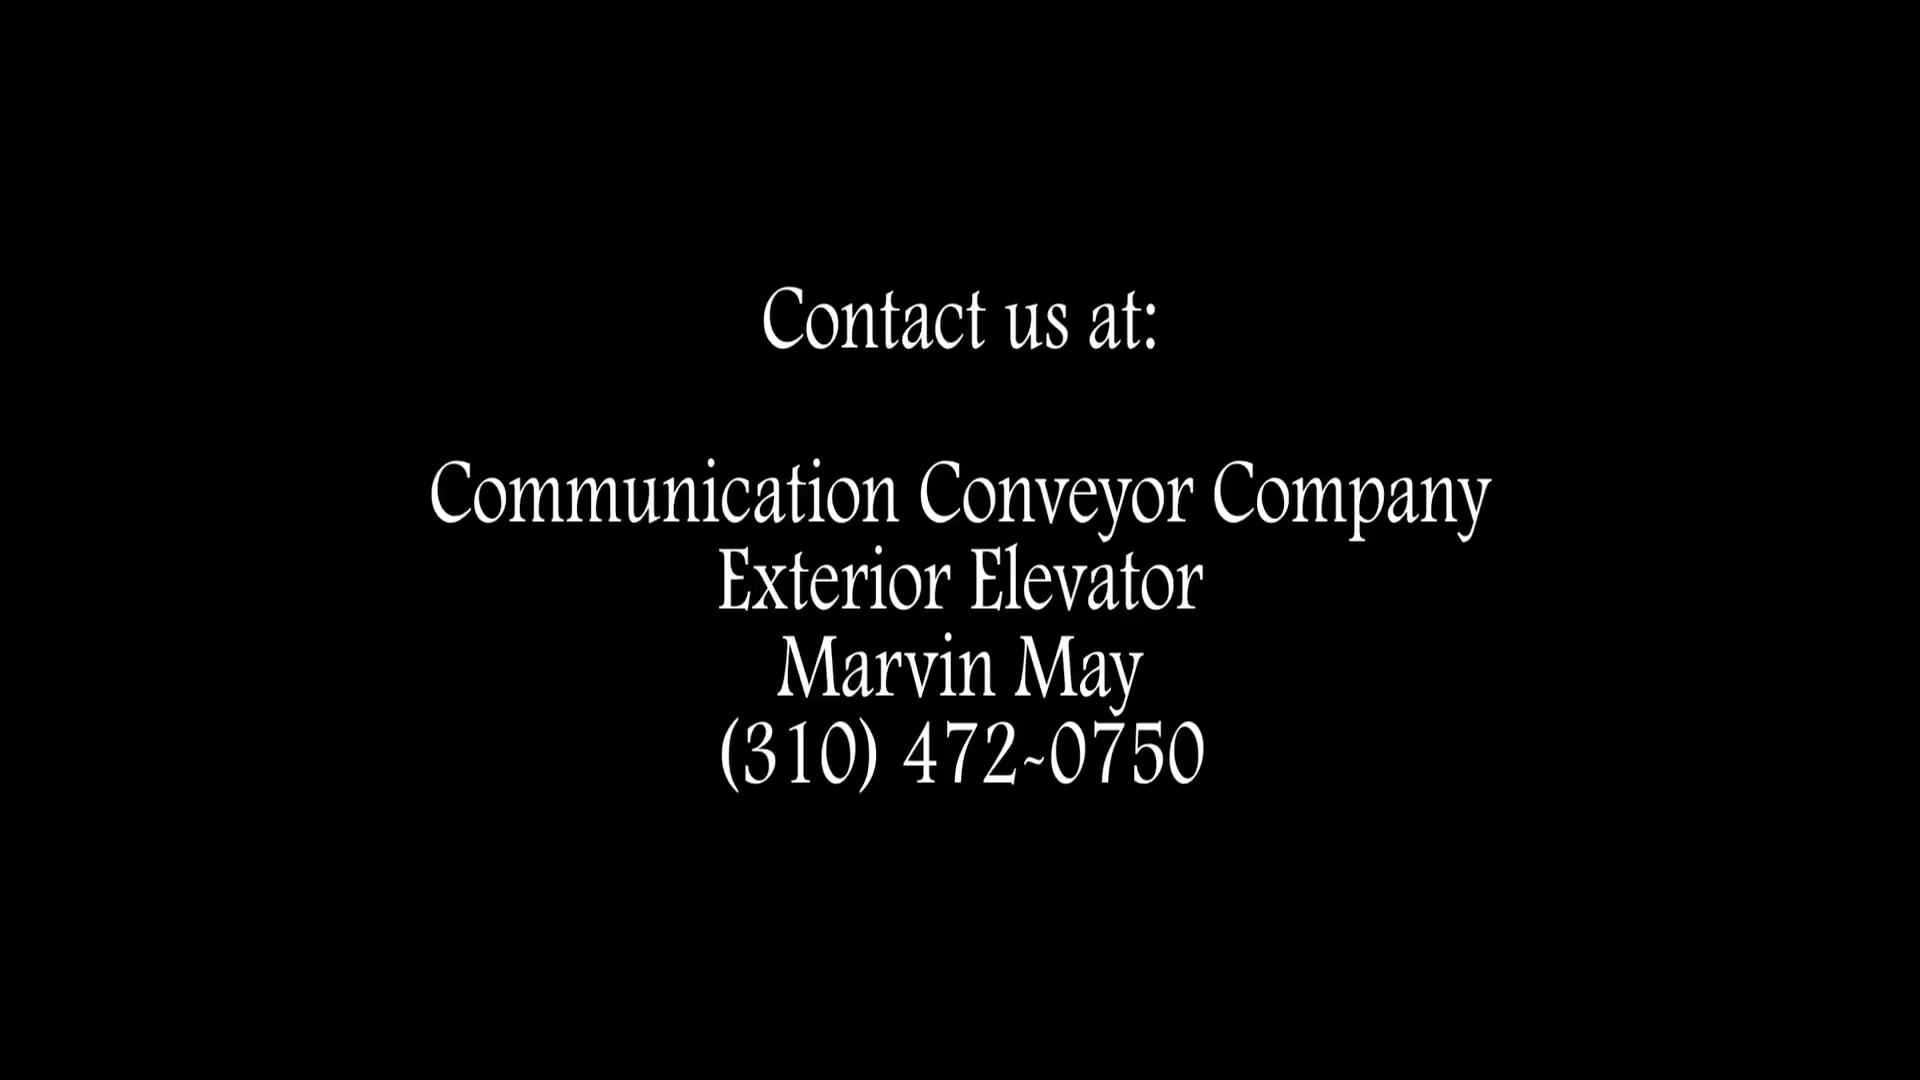 Contact us at:
Communication Conveyor Company
Exterior Elevator
Marvin May
(310) 472-0750